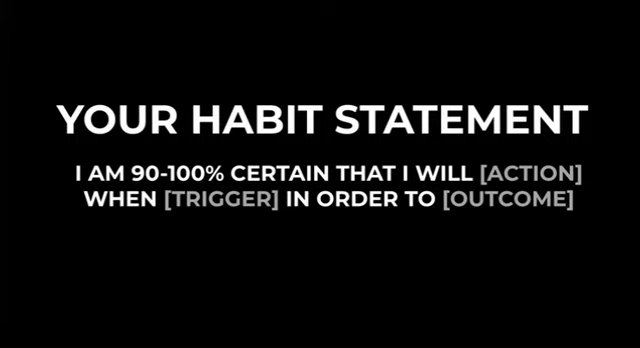 YOUR HABIT STATEMENT
I AM 90-100% CERTAIN THAT I WILL [ACTION]
WHEN [TRIGGER] IN ORDER TO [OUTCOME]